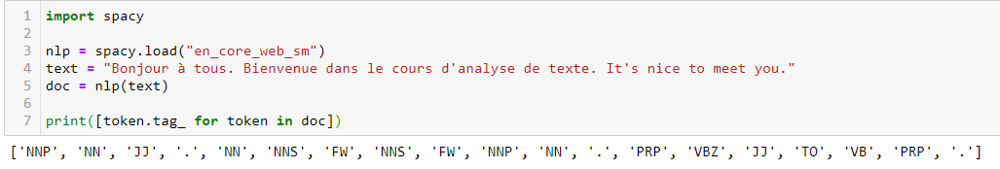 1 import spacy
2
3 nlp = spacy.load("en_core_web_sm")
4 text = "Bonjour à tous. Bienvenue dans le cours d'analyse de texte. It's nice to meet you."
5 doc = nlp(text)
6
7 print([token.tag_ for token in doc])
['NNP', 'NN', 'JJ', '.', 'NN', 'NNS', 'FW', 'NNS', 'FW', 'NNP', 'NN', '.', 'PRP', 'VBZ', 'JJ', 'TO', 'VB', 'PRP', '.']